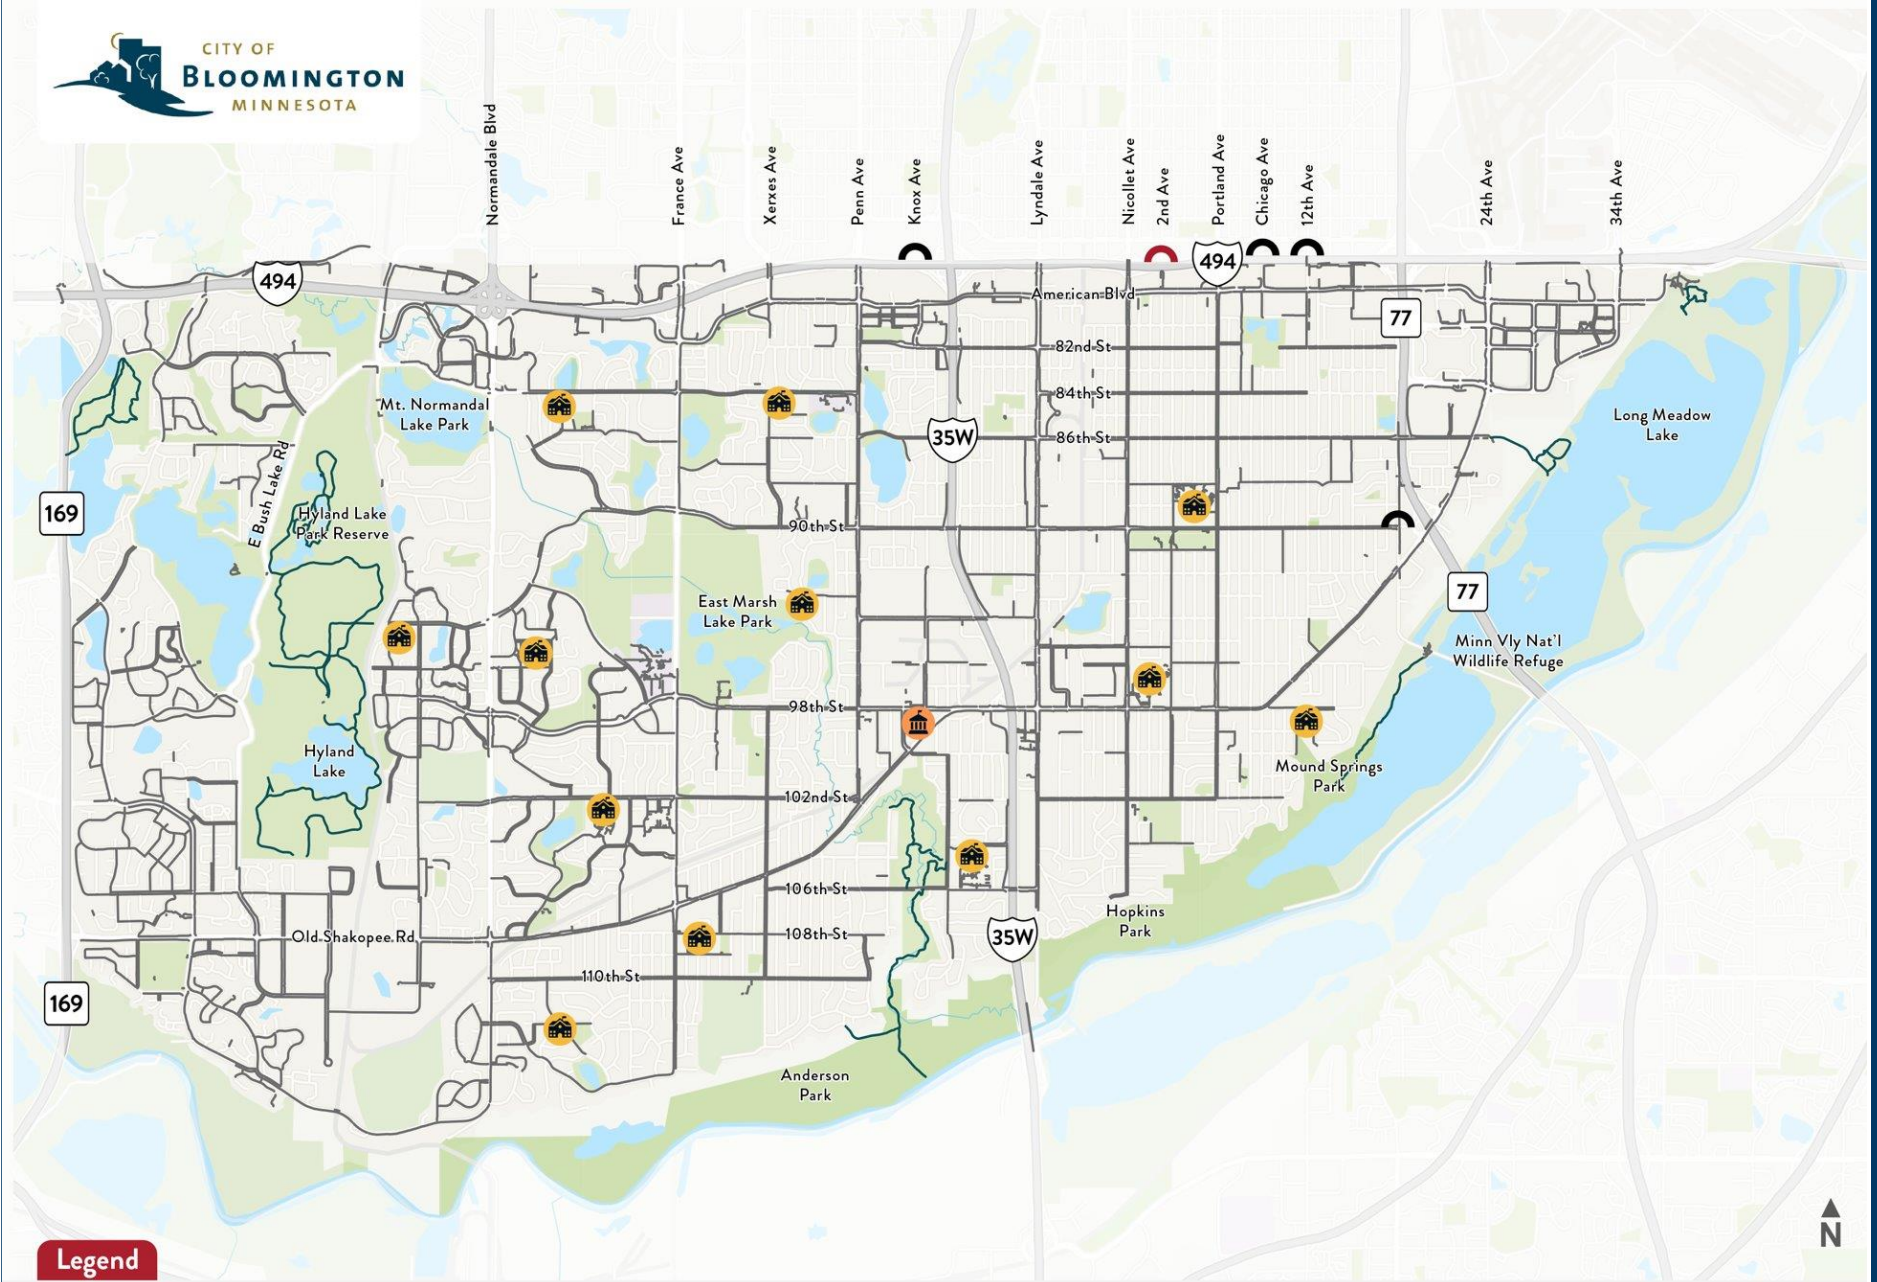 CITY OF
BLOOMINGTON
MINNESOTA
Normandale Blvd
France Ave
Xerxes Ave
Penn Ave
Knox Ave
Lyndale Ave
Nicollet Ave
2nd Ave
Portland Ave
Chicago Ave
12th Ave
24th Ave
34th Ave
494
494
American Blvd
77
82nd St
84th St
Mt. Normandal
Lake Park
Long Meadow
Lake
35W
86th St
E Bush Lake Rd
169
Hyland Lake
Park Reserve
90th St
77
East Marsh
Lake Park
Minn Vly Nat'l
Wildlife Refuge
98th St
Hyland
Lake
Mound Springs
Park
102nd St
106th St
Hopkins
Park
Old Shakopee Rd
108th St
35W
110th St
169
Anderson
Park
N
Legend